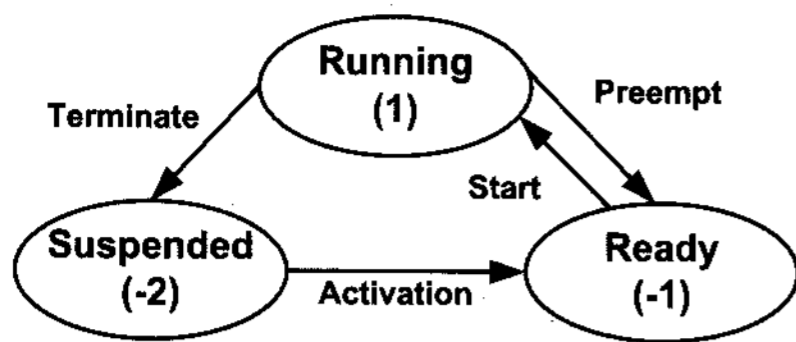 Running
(1)
Terminate
Preempt
Start
Suspended
(-2)
Activation
Ready
(-1)